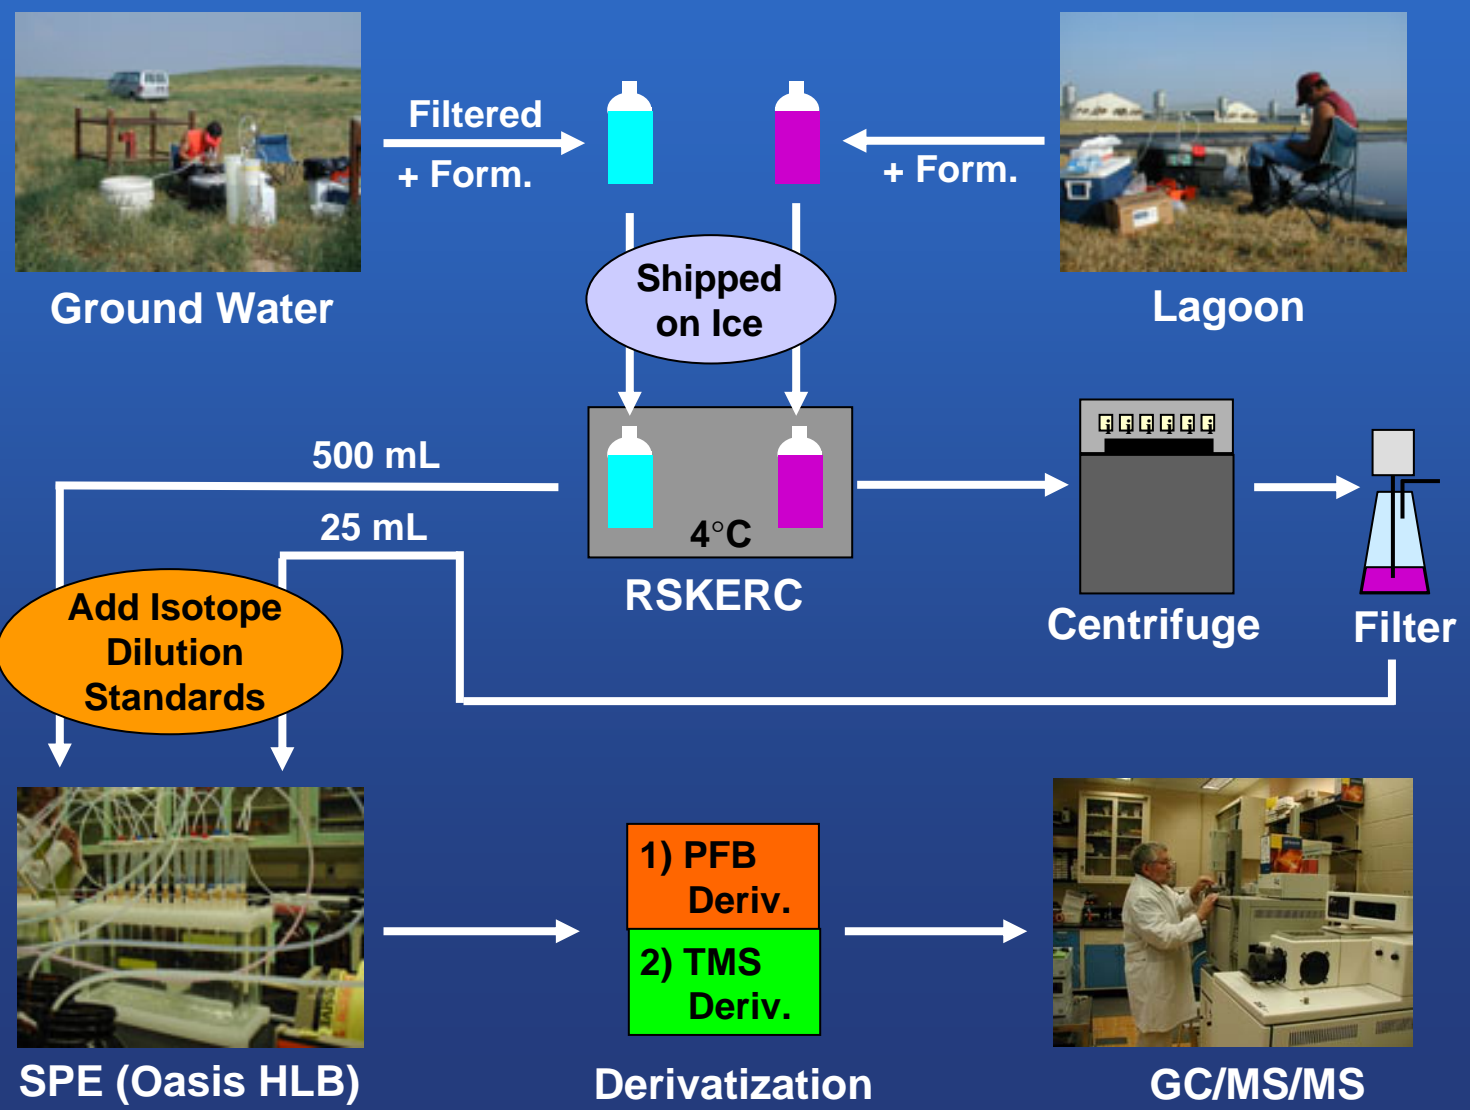 Filtered
+ Form.
+ Form.
Ground Water
Shipped
on Ice
Lagoon
500 mL
25 mL
4°C
RSKERC
Centrifuge
Filter
Add Isotope
Dilution
Standards
1) PFB
Deriv.
2) TMS
Deriv.
SPE (Oasis HLB)
Derivatization
GC/MS/MS